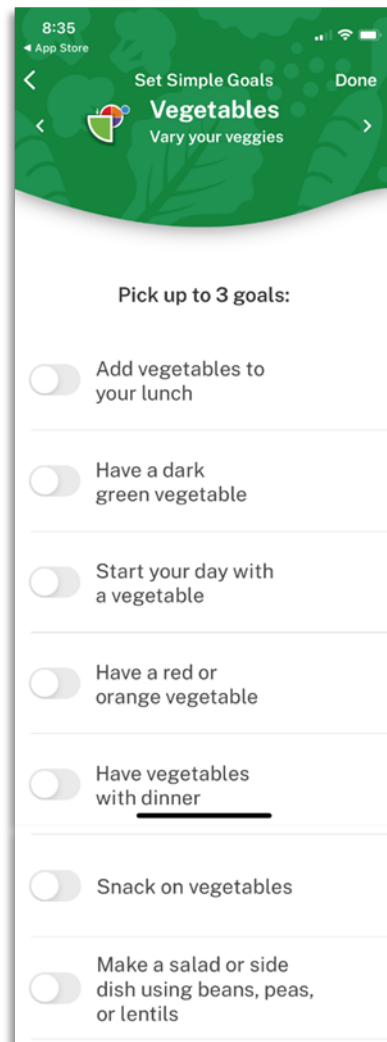 8:35
App Store
Set Simple Goals
Done
Vegetables
Vary your veggies
Pick up to 3 goals:
Add vegetables to
your lunch
Have a dark
green vegetable
Start your day with
a vegetable
Have a red or
orange vegetable
Have vegetables
with dinner
Snack on vegetables
Make a salad or side
dish using beans, peas,
or lentils